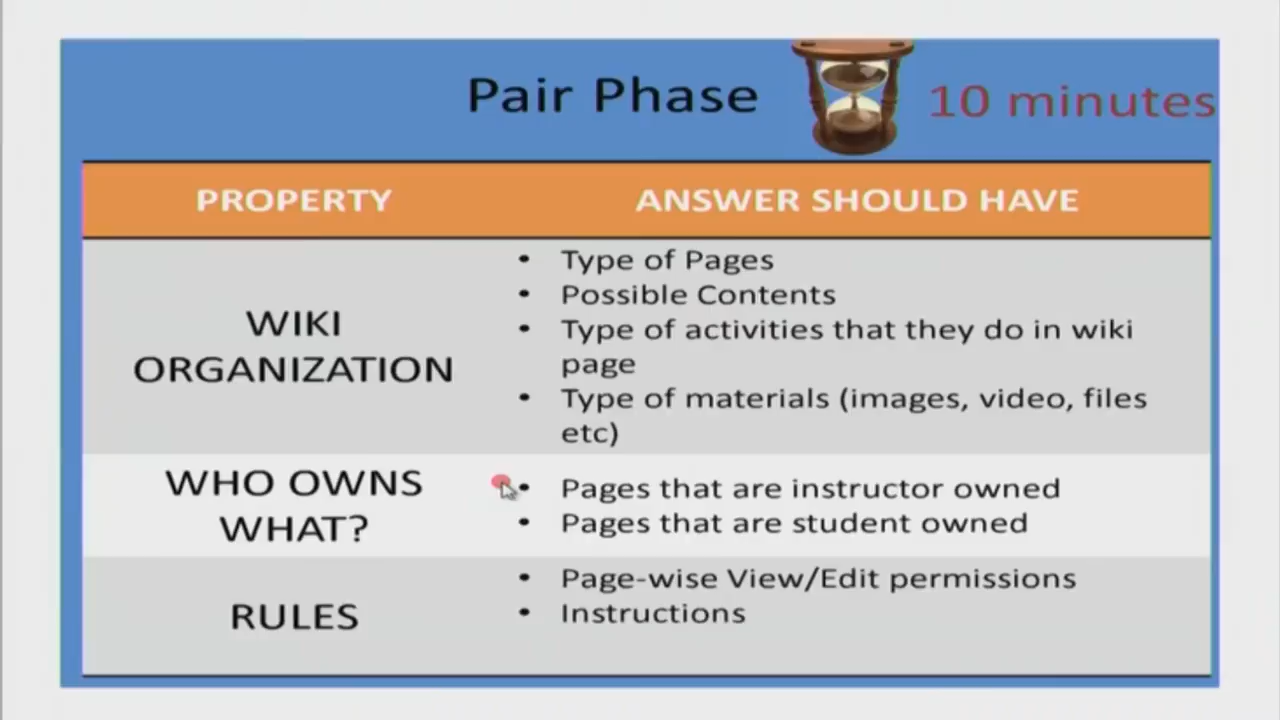 Pair Phase
10 minutes
PROPERTY
ANSWER SHOULD HAVE
WIKI
ORGANIZATION
• Type of Pages
• Possible Contents
• Type of activities that they do in wiki
page
• Type of materials (images, video, files
etc)
WHO OWNS
WHAT?
• Pages that are instructor owned
• Pages that are student owned
RULES
• Page-wise View/Edit permissions
• Instructions